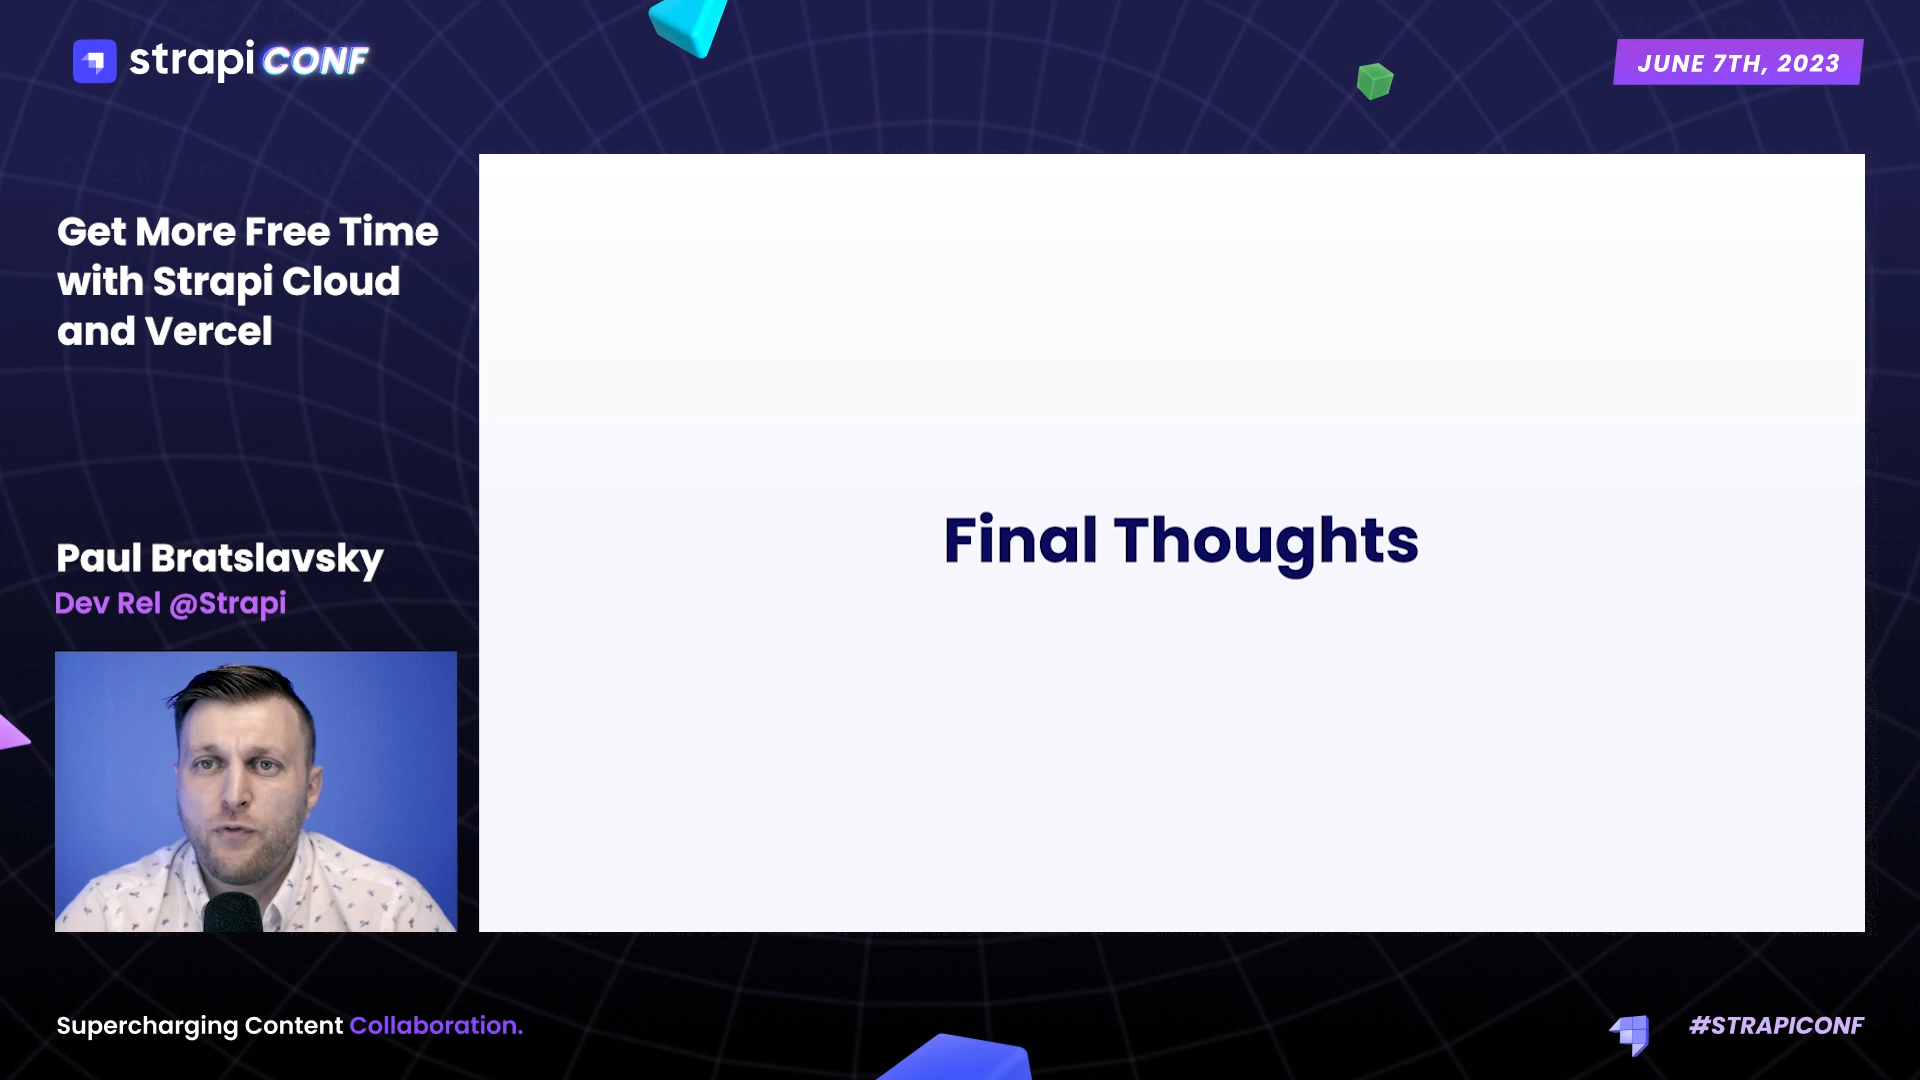 strapi CONF
JUNE 7TH, 2023
Get More Free Time
with Strapi Cloud
and Vercel
Final Thoughts
Paul Bratslavsky
Dev Rel @Strapi
Supercharging Content Collaboration.
#STRAPICONF